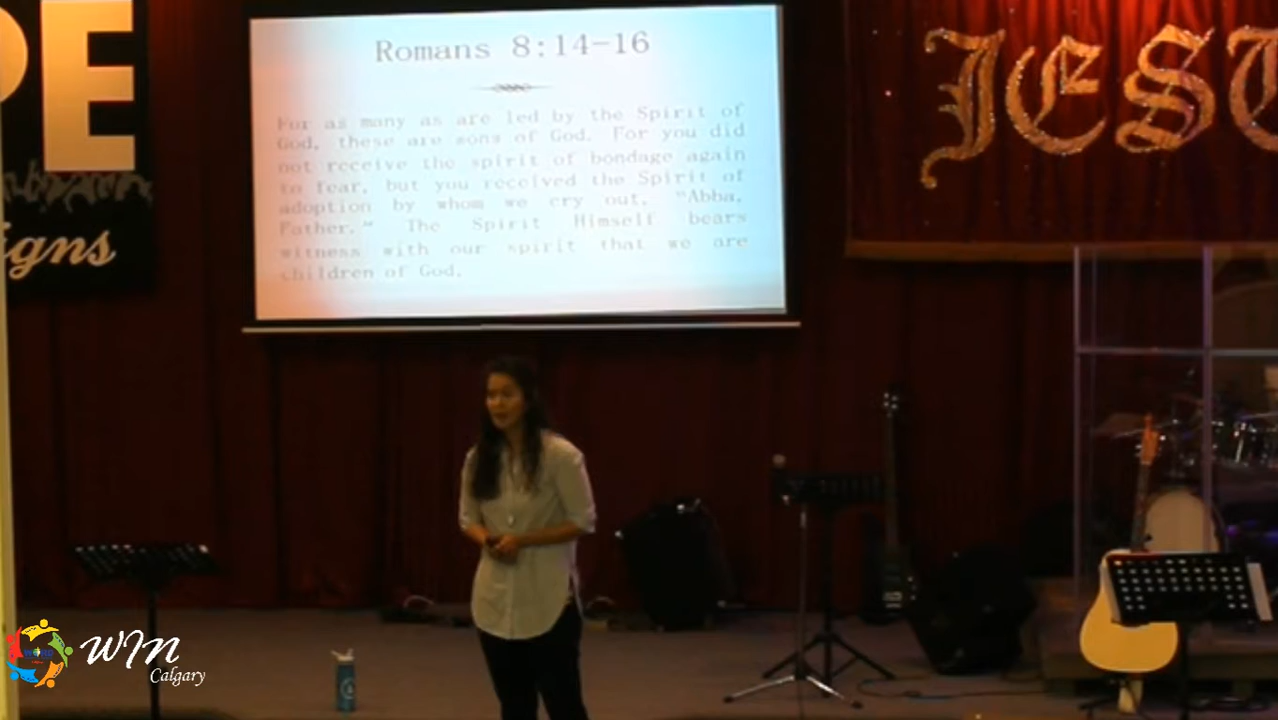 PE
igns
Romans 8:14-16
For as many as are led by the Spirit of
God, these are sons of God. For you did
not receive the spirit of bondage again
to fear, but you received the Spirit of
adoption by whom we cry out, "Abba,
Father." The Spirit Himself bears
witness with our spirit that we are
children of God.
JESU
WIN
Calgary
WORD